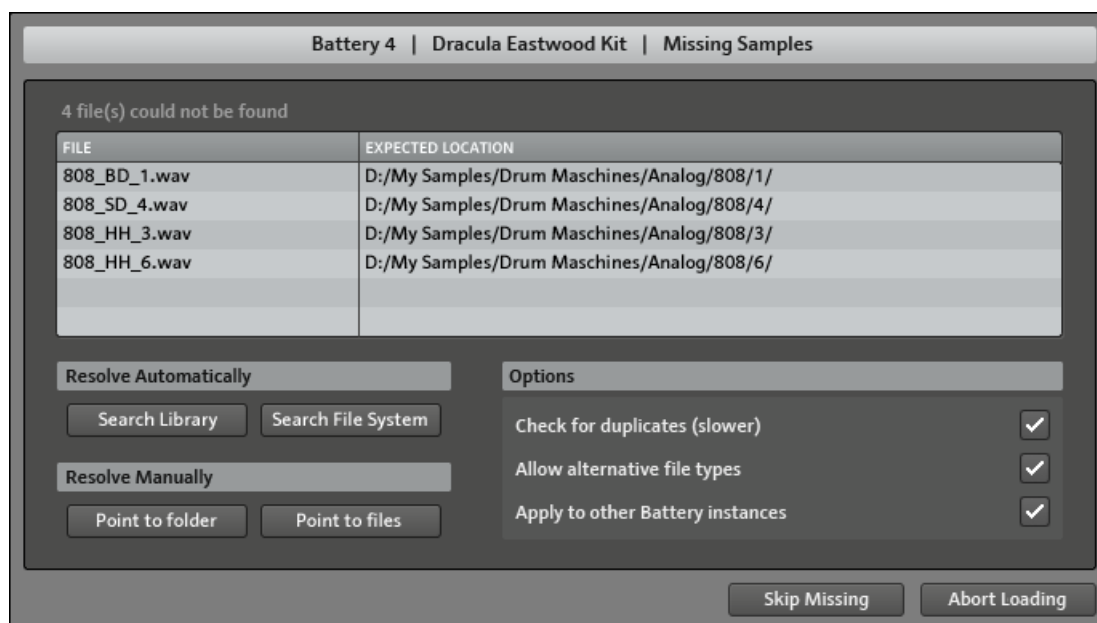 Battery 4 | Dracula Eastwood Kit | Missing Samples
4 file(s) could not be found
FILE EXPECTED LOCATION
808_BD_1.wav D:/My Samples/Drum Maschines/Analog/808/1/
808_SD_4.wav D:/My Samples/Drum Maschines/Analog/808/4/
808_HH_3.wav D:/My Samples/Drum Maschines/Analog/808/3/
808_HH_6.wav D:/My Samples/Drum Maschines/Analog/808/6/
Resolve Automatically
Search Library Search File System
Resolve Manually
Point to folder Point to files
Options
Check for duplicates (slower)
Allow alternative file types
Apply to other Battery instances
Skip Missing Abort Loading